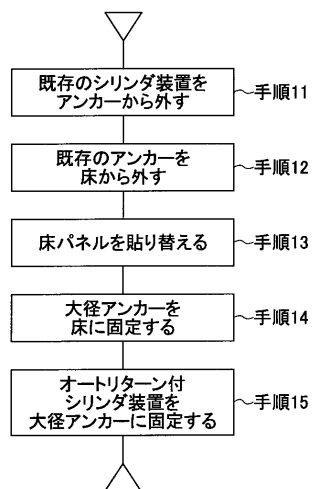 既存のシリンダ装置を
アンカーから外す
手順11
既存のアンカーを
床から外す
手順12
床パネルを貼り替える
手順13
大径アンカーを
床に固定する
手順14
オートリターン付
シリンダ装置を
大径アンカーに固定する
手順15